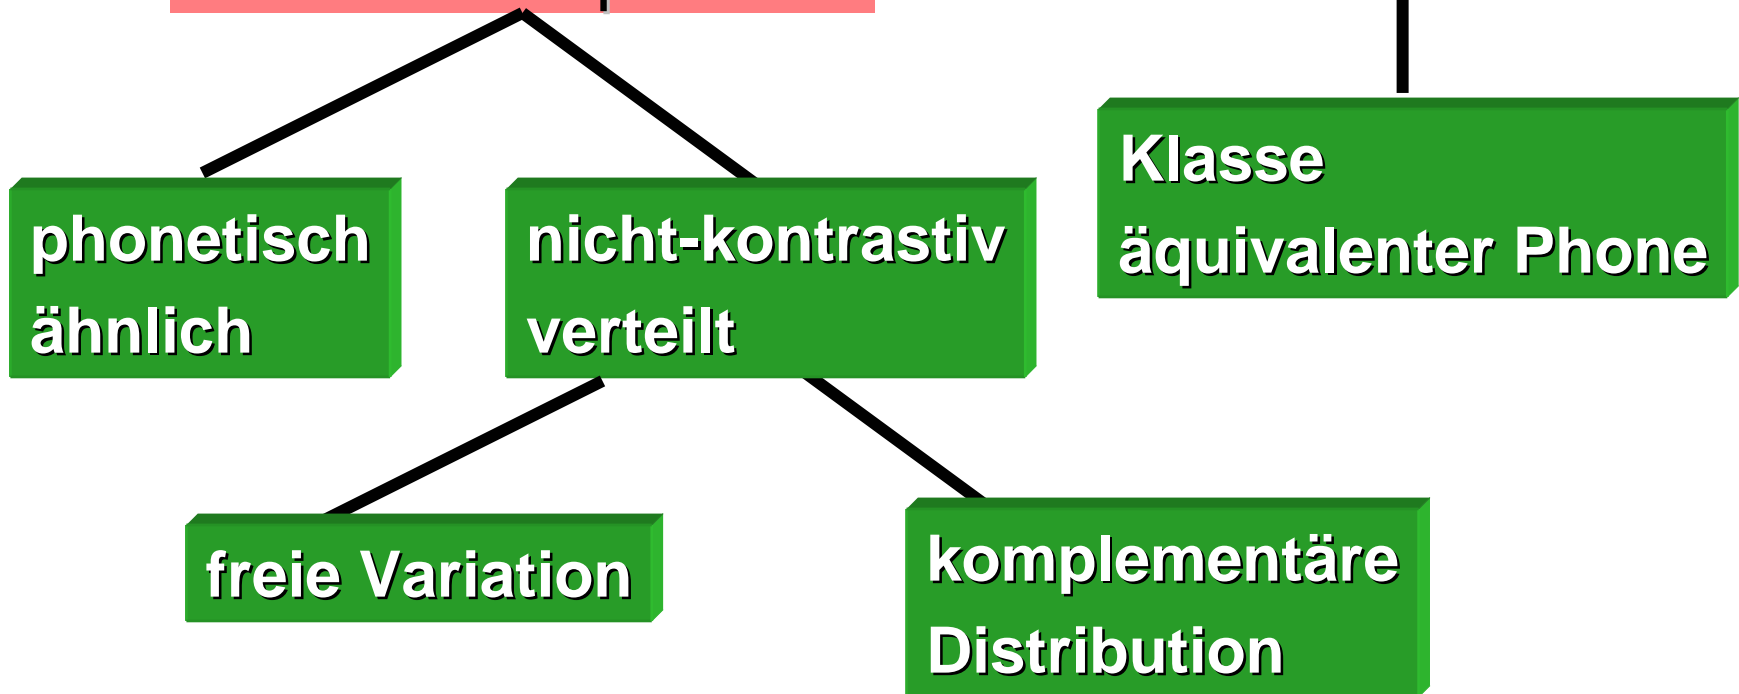 phonetisch
ähnlich
nicht-kontrastiv
verteilt
Klasse
äquivalenter Phone
freie Variation
komplementäre
Distribution